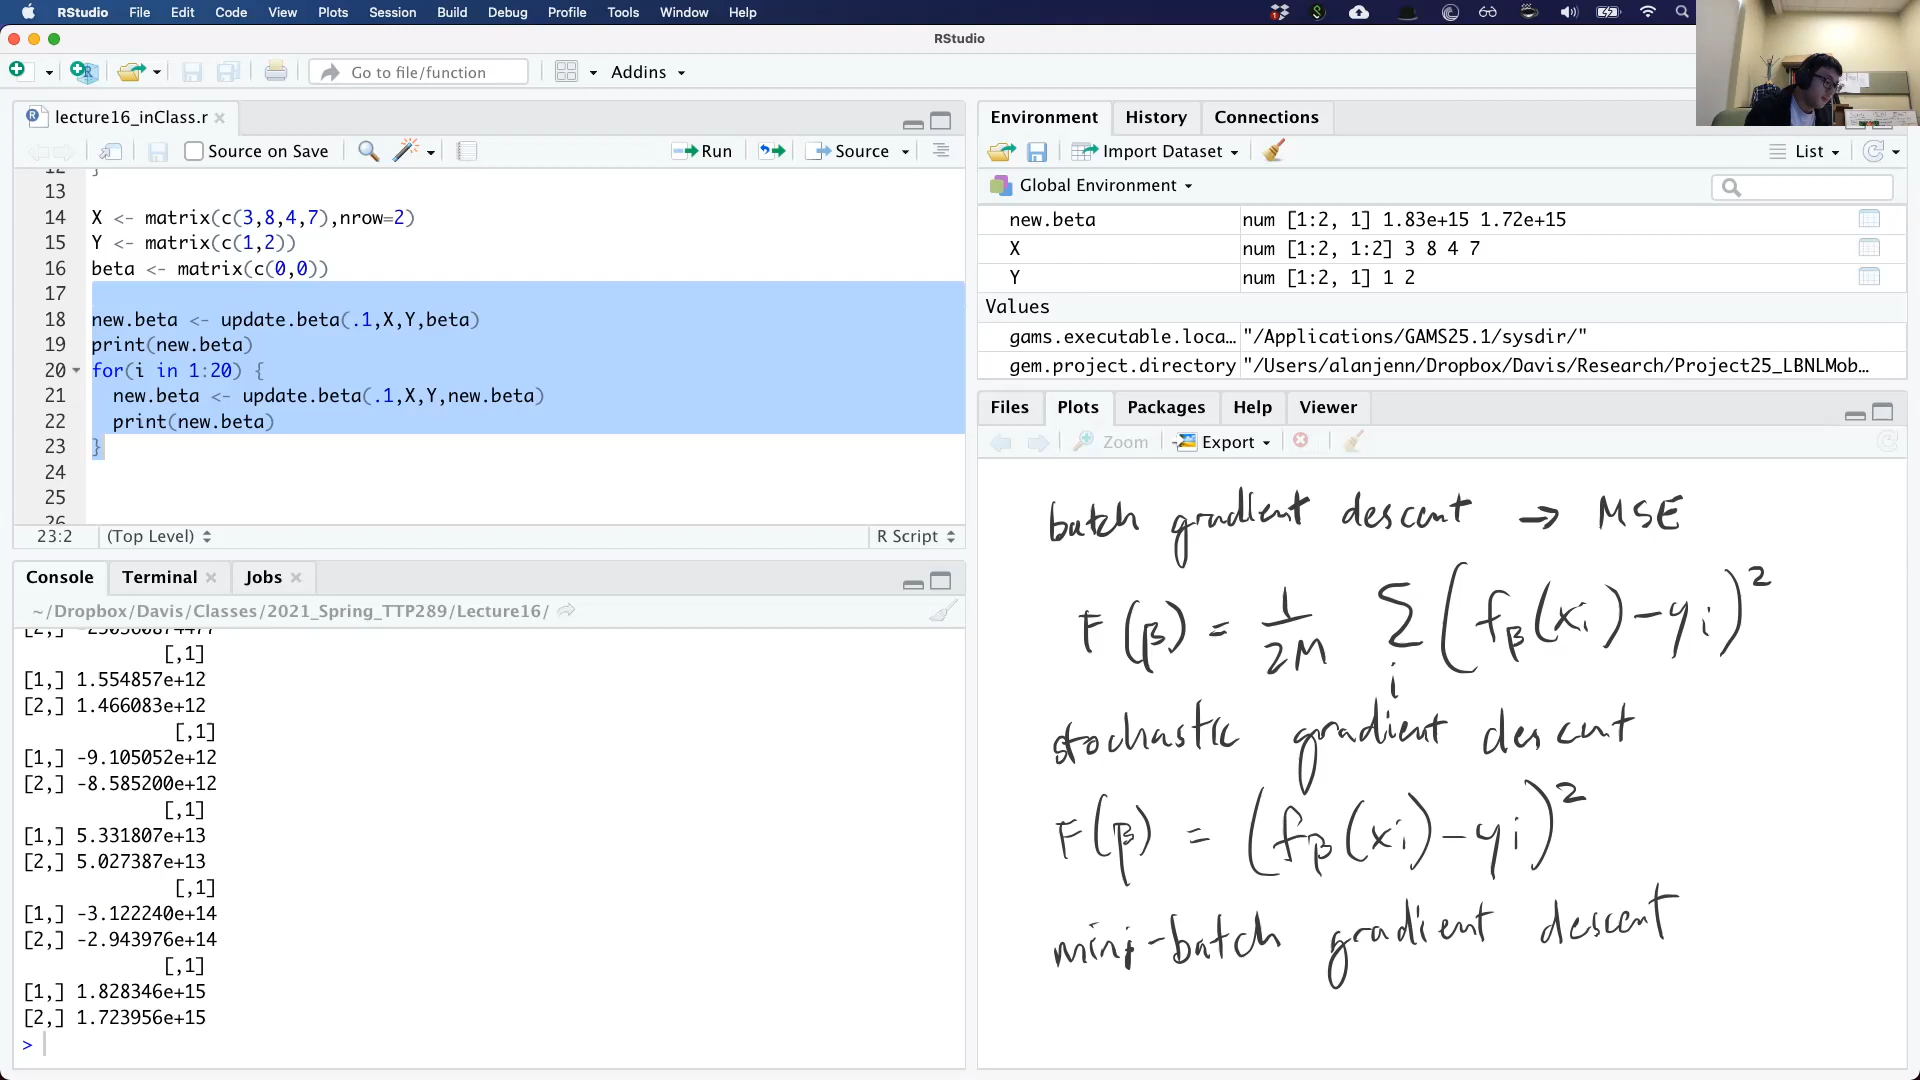 RStudio File Edit Code View Plots Session Build Debug Profile Tools Window Help
RStudio
Go to file/function Addins
lecture16_inClass.r
Source on Save Run Source
13
14 X <- matrix(c(3,8,4,7),nrow=2)
15 Y <- matrix(c(1,2))
16 beta <- matrix(c(0,0))
17
18 new.beta <- update.beta(.1,X,Y,beta)
19 print(new.beta)
20 for(i in 1:20) {
21 new.beta <- update.beta(.1,X,Y,new.beta)
22 print(new.beta)
23 }
24
25
23:2 (Top Level) R Script
Console Terminal Jobs
~/Dropbox/Davis/Classes/2021_Spring_TTP289/Lecture16/
[,1]
[1,] 1.554857e+12
[2,] 1.466083e+12
[,1]
[1,] -9.105052e+12
[2,] -8.585200e+12
[,1]
[1,] 5.331807e+13
[2,] 5.027387e+13
[,1]
[1,] -3.122240e+14
[2,] -2.943976e+14
[,1]
[1,] 1.828346e+15
[2,] 1.723956e+15
>
Environment History Connections
Import Dataset List
Global Environment
new.beta num [1:2, 1] 1.83e+15 1.72e+15
X num [1:2, 1:2] 3 8 4 7
Y num [1:2, 1] 1 2
Values
gams.executable.loca… "/Applications/GAMS25.1/sysdir/"
gem.project.directory "/Users/alanjenn/Dropbox/Davis/Research/Project25_LBNLMob…
Files Plots Packages Help Viewer
Zoom Export
batch gradient descent → MSE
F(β) = 1/2M Σi (fβ(xi) - yi)²
stochastic gradient descent
F(β) = (fβ(xi) - yi)²
mini-batch gradient descent